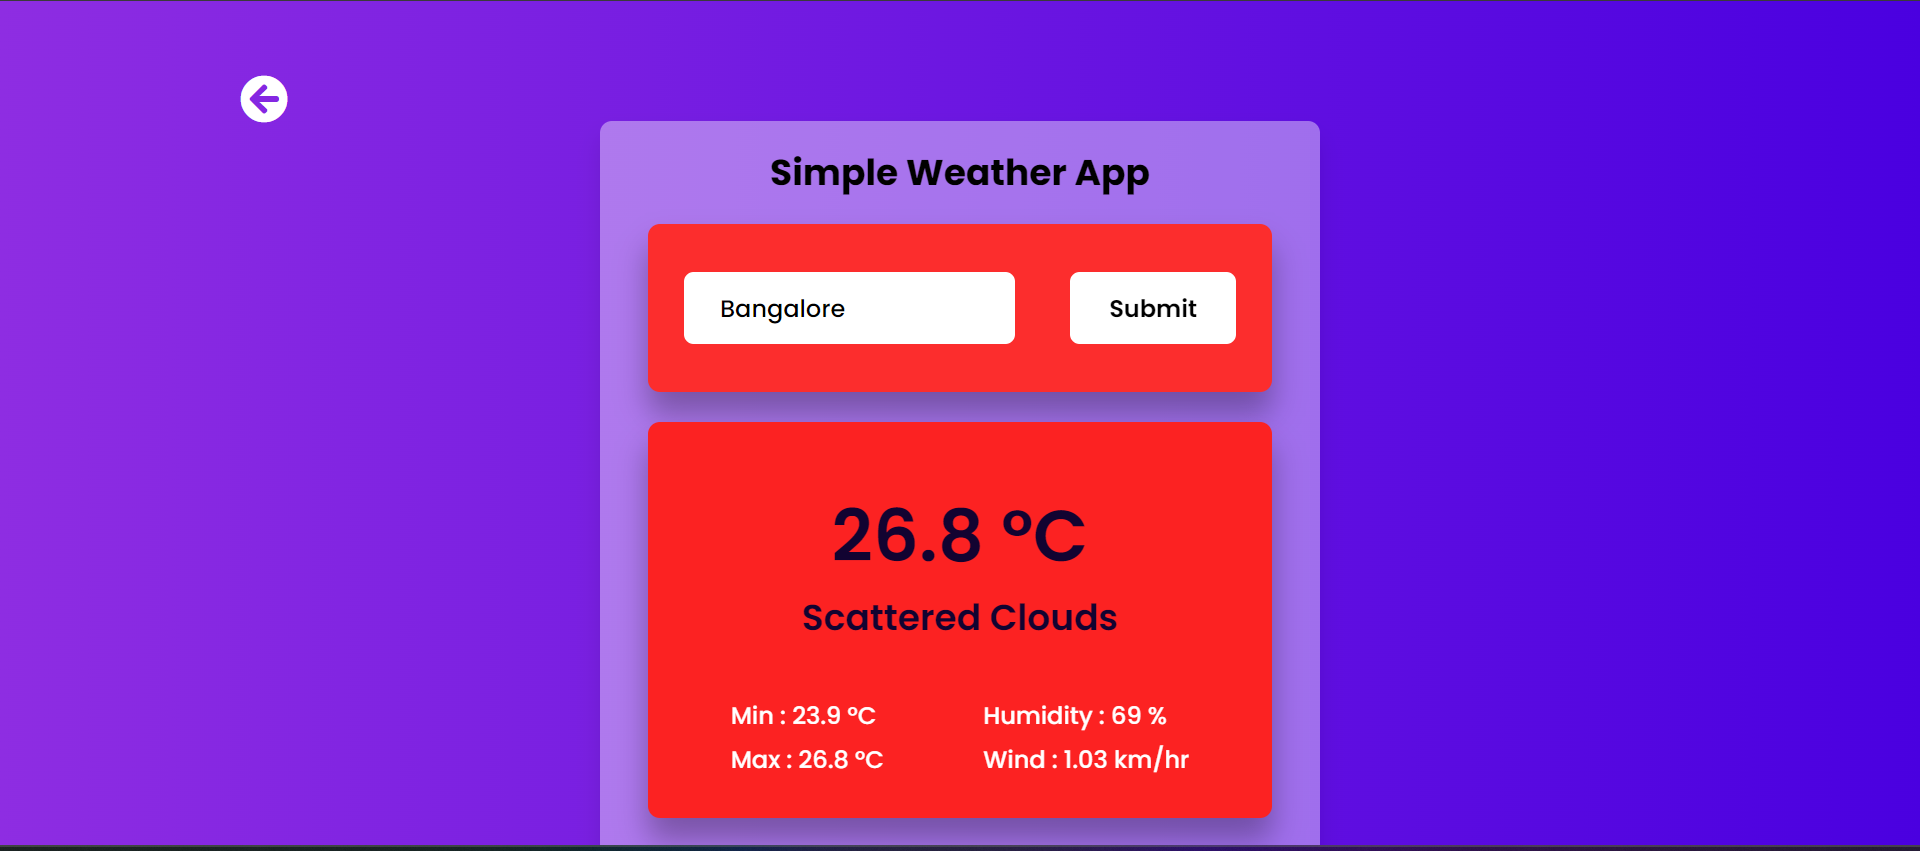 Simple Weather App
Bangalore
Submit
26.8 °C
Scattered Clouds
Min : 23.9 °C
Humidity : 69 %
Max : 26.8 °C
Wind : 1.03 km/hr